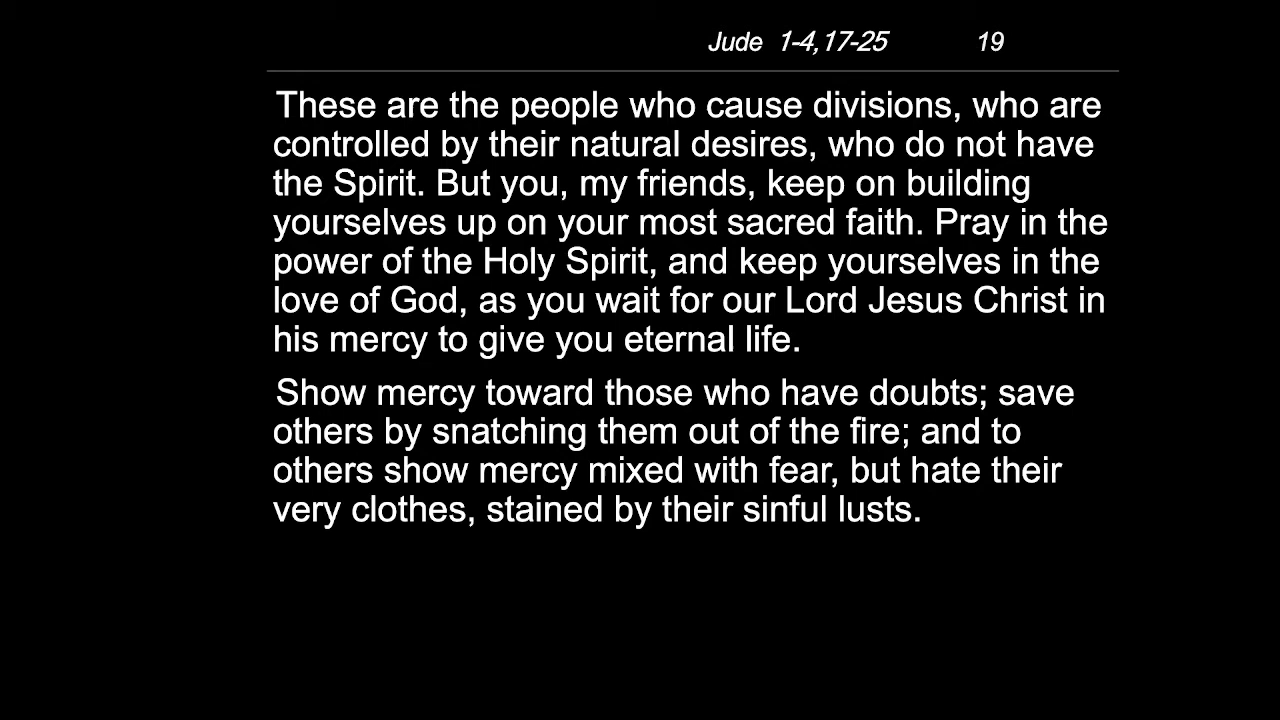 Jude 1-4,17-25 19
These are the people who cause divisions, who are
controlled by their natural desires, who do not have
the Spirit. But you, my friends, keep on building
yourselves up on your most sacred faith. Pray in the
power of the Holy Spirit, and keep yourselves in the
love of God, as you wait for our Lord Jesus Christ in
his mercy to give you eternal life.
Show mercy toward those who have doubts; save
others by snatching them out of the fire; and to
others show mercy mixed with fear, but hate their
very clothes, stained by their sinful lusts.